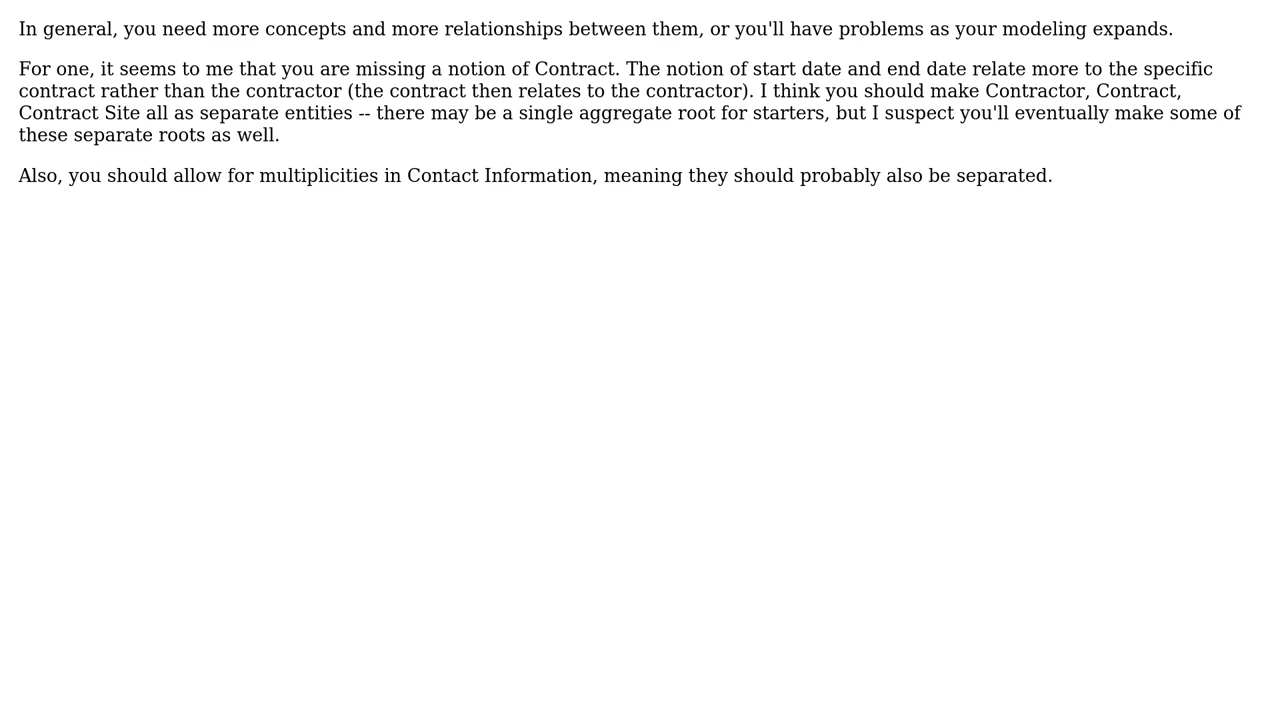 In general, you need more concepts and more relationships between them, or you'll have problems as your modeling expands.
For one, it seems to me that you are missing a notion of Contract. The notion of start date and end date relate more to the specific
contract rather than the contractor (the contract then relates to the contractor). I think you should make Contractor, Contract,
Contract Site all as separate entities -- there may be a single aggregate root for starters, but I suspect you'll eventually make some of
these separate roots as well.
Also, you should allow for multiplicities in Contact Information, meaning they should probably also be separated.